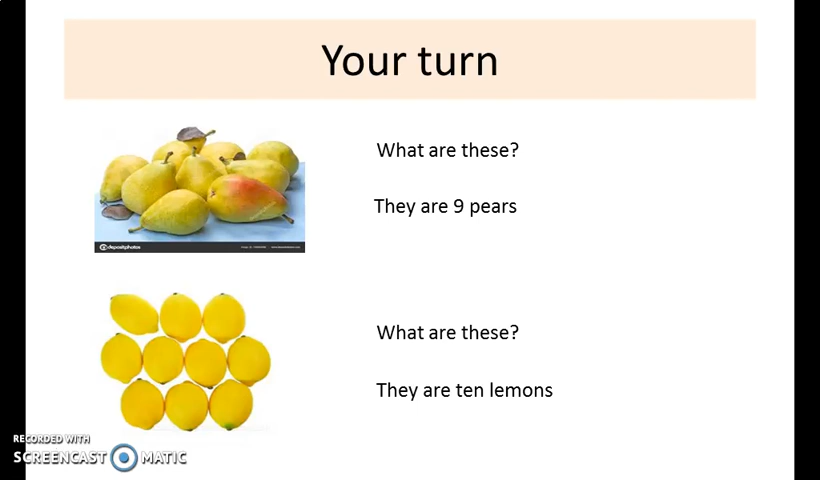 Your turn
What are these?
They are 9 pears
depositphotos
What are these?
They are ten lemons
RECORDED WITH
SCREENCAST MATIC